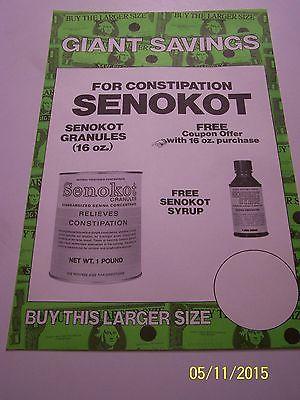 BUY THE LARGER SIZE
GIANT SAVINGS
FOR CONSTIPATION
SENOKOT
SENOKOT
GRANULES
(16 oz.)
FREE
Coupon Offer
with 16 oz. purchase
Senokot
GRANULES
STANDARDIZED SENNA CONCENTRATE
RELIEVES
CONSTIPATION
NET WT. 1 POUND
FREE
SENOKOT
SYRUP
BUY THIS LARGER SIZE
05/11/2015